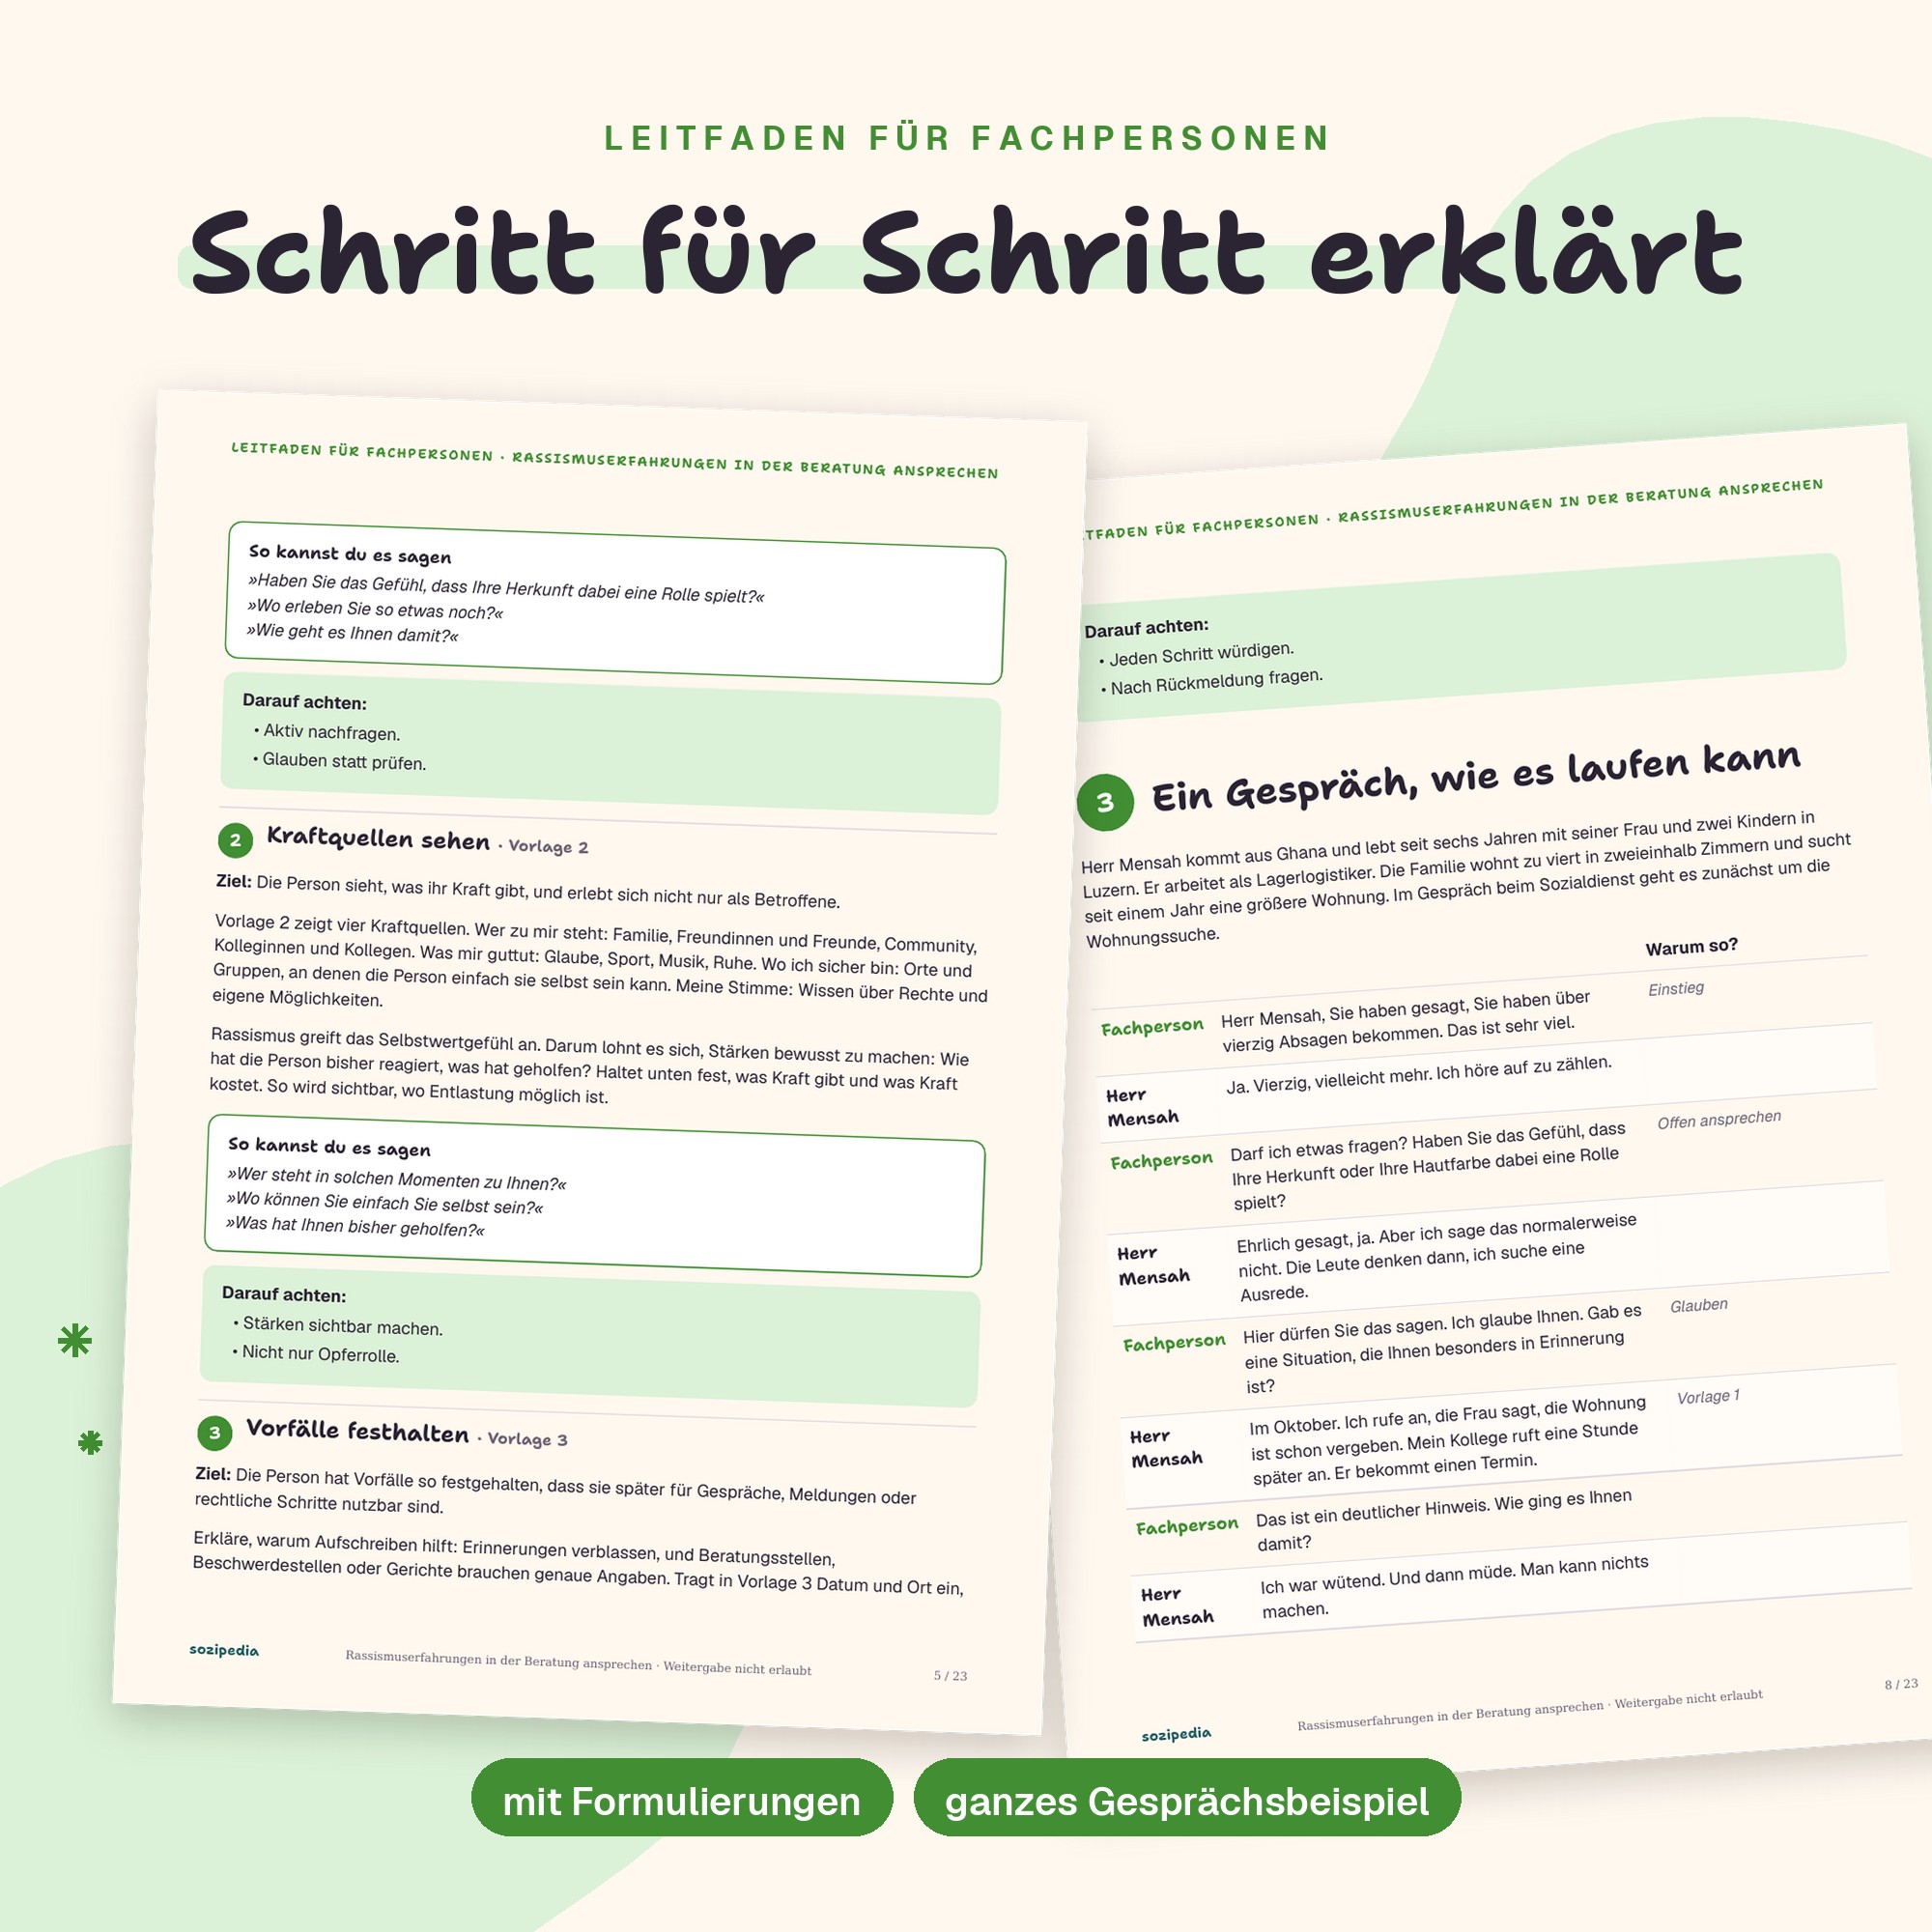 LEITFADEN FÜR FACHPERSONEN
Schritt für Schritt erklärt
LEITFADEN FÜR FACHPERSONEN · RASSISMUSERFAHRUNGEN IN DER BERATUNG ANSPRECHEN
So kannst du es sagen
»Haben Sie das Gefühl, dass Ihre Herkunft dabei eine Rolle spielt?«
»Wo erleben Sie so etwas noch?«
»Wie geht es Ihnen damit?«
Darauf achten:
• Aktiv nachfragen.
• Glauben statt prüfen.
2 Kraftquellen sehen · Vorlage 2
Ziel: Die Person sieht, was ihr Kraft gibt, und erlebt sich nicht nur als Betroffene.
Vorlage 2 zeigt vier Kraftquellen. Wer zu mir steht: Familie, Freundinnen und Freunde, Community,
Kolleginnen und Kollegen. Was mir guttut: Glaube, Sport, Musik, Ruhe. Wo ich sicher bin: Orte und
Gruppen, an denen die Person einfach sie selbst sein kann. Meine Stimme: Wissen über Rechte und
eigene Möglichkeiten.
Rassismus greift das Selbstwertgefühl an. Darum lohnt es sich, Stärken bewusst zu machen: Wie
hat die Person bisher reagiert, was hat geholfen? Haltet unten fest, was Kraft gibt und was Kraft
kostet. So wird sichtbar, wo Entlastung möglich ist.
So kannst du es sagen
»Wer steht in solchen Momenten zu Ihnen?«
»Wo können Sie einfach Sie selbst sein?«
»Was hat Ihnen bisher geholfen?«
Darauf achten:
• Stärken sichtbar machen.
• Nicht nur Opferrolle.
3 Vorfälle festhalten · Vorlage 3
Ziel: Die Person hat Vorfälle so festgehalten, dass sie später für Gespräche, Meldungen oder
rechtliche Schritte nutzbar sind.
Erkläre, warum Aufschreiben hilft: Erinnerungen verblassen, und Beratungsstellen,
Beschwerdestellen oder Gerichte brauchen genaue Angaben. Tragt in Vorlage 3 Datum und Ort ein,
sozipedia
Rassismuserfahrungen in der Beratung ansprechen · Weitergabe nicht erlaubt
5 / 23
TFADEN FÜR FACHPERSONEN · RASSISMUSERFAHRUNGEN IN DER BERATUNG ANSPRECHEN
Darauf achten:
• Jeden Schritt würdigen.
• Nach Rückmeldung fragen.
3 Ein Gespräch, wie es laufen kann
Herr Mensah kommt aus Ghana und lebt seit sechs Jahren mit seiner Frau und zwei Kindern in
Luzern. Er arbeitet als Lagerlogistiker. Die Familie wohnt zu viert in zweieinhalb Zimmern und sucht
seit einem Jahr eine größere Wohnung. Im Gespräch beim Sozialdienst geht es zunächst um die
Wohnungssuche.
Warum so?
Fachperson
Herr Mensah, Sie haben gesagt, Sie haben über
vierzig Absagen bekommen. Das ist sehr viel.
Einstieg
Herr
Mensah
Ja. Vierzig, vielleicht mehr. Ich höre auf zu zählen.
Fachperson
Darf ich etwas fragen? Haben Sie das Gefühl, dass
Ihre Herkunft oder Ihre Hautfarbe dabei eine Rolle
spielt?
Offen ansprechen
Herr
Mensah
Ehrlich gesagt, ja. Aber ich sage das normalerweise
nicht. Die Leute denken dann, ich suche eine
Ausrede.
Fachperson
Hier dürfen Sie das sagen. Ich glaube Ihnen. Gab es
eine Situation, die Ihnen besonders in Erinnerung
ist?
Glauben
Herr
Mensah
Im Oktober. Ich rufe an, die Frau sagt, die Wohnung
ist schon vergeben. Mein Kollege ruft eine Stunde
später an. Er bekommt einen Termin.
Vorlage 1
Fachperson
Das ist ein deutlicher Hinweis. Wie ging es Ihnen
damit?
Herr
Mensah
Ich war wütend. Und dann müde. Man kann nichts
machen.
sozipedia
Rassismuserfahrungen in der Beratung ansprechen · Weitergabe nicht erlaubt
8 / 23
mit Formulierungen
ganzes Gesprächsbeispiel